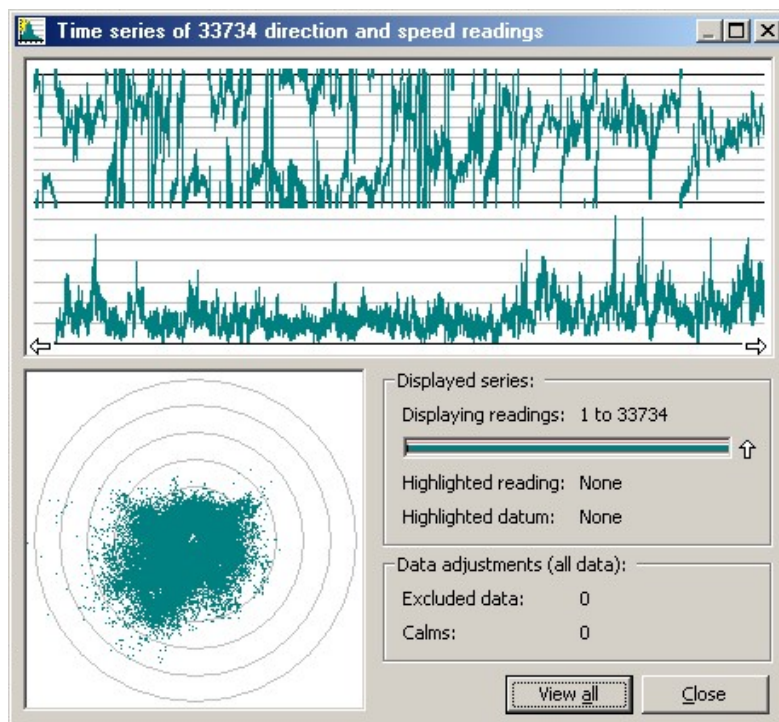 Time series of 33734 direction and speed readings
Displayed series:
Displaying readings: 1 to 33734
Highlighted reading: None
Highlighted datum: None
Data adjustments (all data):
Excluded data: 0
Calms: 0
View all Close